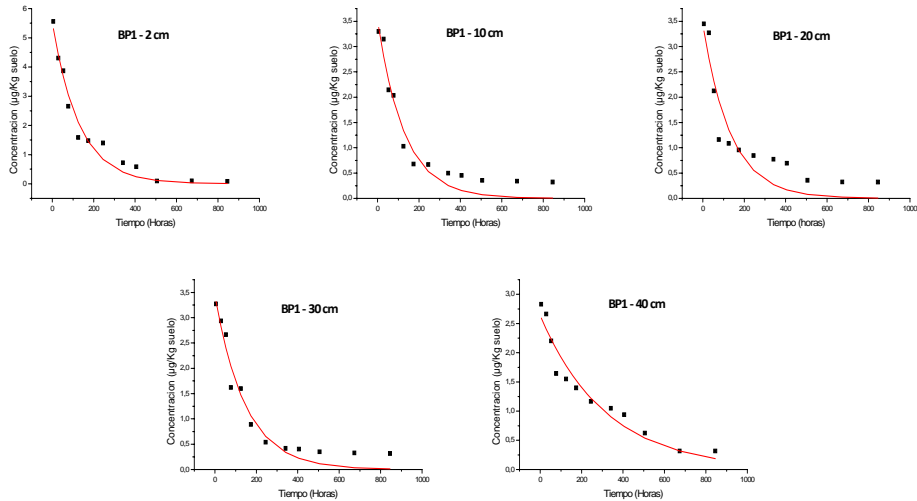 BP1 - 2 cm
Concentracion (µg/Kg suelo)
6
5
4
3
2
1
0
0 200 400 600 800 1000
Tiempo (Horas)
BP1 - 10 cm
Concentracion (µg/Kg suelo)
3,5
3,0
2,5
2,0
1,5
1,0
0,5
0,0
0 200 400 600 800 1000
Tiempo (Horas)
BP1 - 20 cm
Concentracion (µg/Kg suelo)
3,5
3,0
2,5
2,0
1,5
1,0
0,5
0,0
0 200 400 600 800 1000
Tiempo (horas)
BP1 - 30 cm
Concentracion (µg/Kg suelo)
3,5
3,0
2,5
2,0
1,5
1,0
0,5
0,0
0 200 400 600 800 1000
Tiempo (Horas)
BP1 - 40 cm
Concentracion (µg/Kg suelo)
3,0
2,5
2,0
1,5
1,0
0,5
0,0
0 200 400 600 800 1000
Tiempo (Horas)